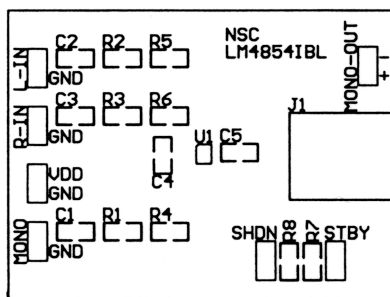 C2 R2 R5
NSC
LM4854IBL
L-IN
GND
MONO-OUT
-
+
C3 R3 R6
R-IN
GND
J1
U1 C5
C4
VDD
GND
C1 R1 R4
MONO
GND
SHDN R8 R7 STBY